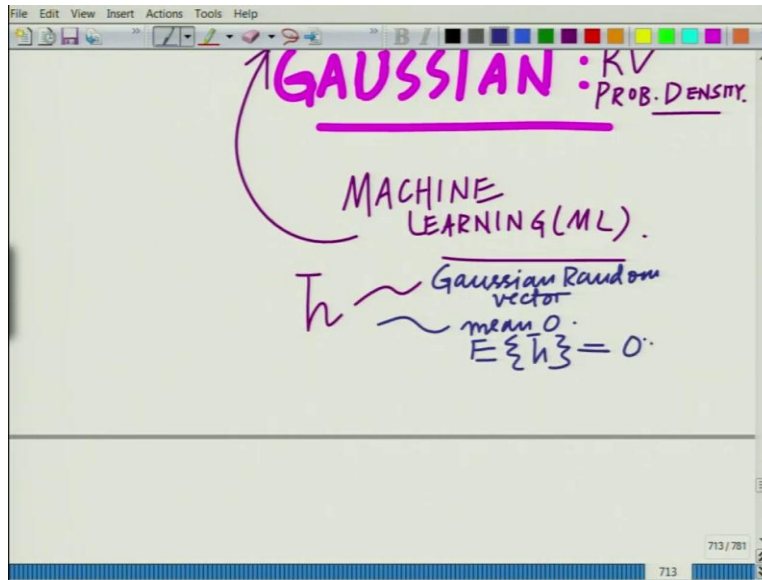 File Edit View Insert Actions Tools Help
B I
GAUSSIAN : RV
PROB. DENSITY.
MACHINE
LEARNING (ML).
h̅ ~ Gaussian Random
vector
~ mean 0.
E{h̅} = 0.
713 / 781
713